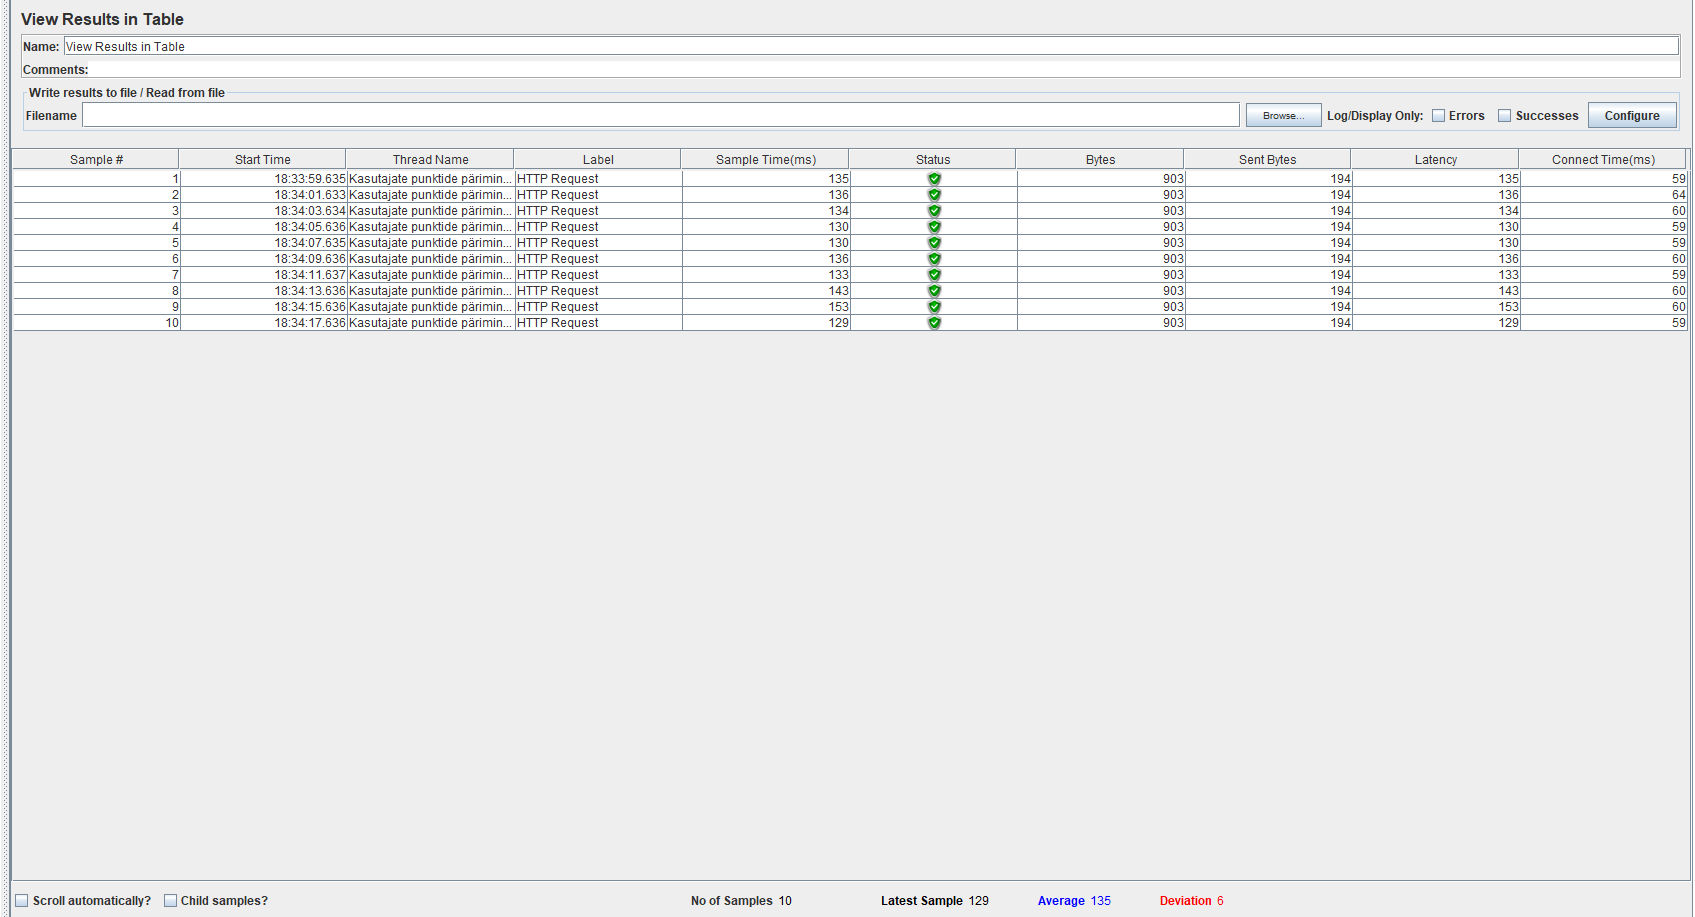 View Results in Table
Name: View Results in Table
Comments:
Write results to file / Read from file
Filename Browse... Log/Display Only: Errors Successes Configure
Sample # Start Time Thread Name Label Sample Time(ms) Status Bytes Sent Bytes Latency Connect Time(ms)
1 18:33:59.635 Kasutajate punktide pärimin... HTTP Request 135 903 194 135 59
2 18:34:01.633 Kasutajate punktide pärimin... HTTP Request 136 903 194 136 64
3 18:34:03.634 Kasutajate punktide pärimin... HTTP Request 134 903 194 134 60
4 18:34:05.636 Kasutajate punktide pärimin... HTTP Request 130 903 194 130 59
5 18:34:07.635 Kasutajate punktide pärimin... HTTP Request 130 903 194 130 59
6 18:34:09.636 Kasutajate punktide pärimin... HTTP Request 136 903 194 136 60
7 18:34:11.637 Kasutajate punktide pärimin... HTTP Request 133 903 194 133 59
8 18:34:13.636 Kasutajate punktide pärimin... HTTP Request 143 903 194 143 60
9 18:34:15.636 Kasutajate punktide pärimin... HTTP Request 153 903 194 153 60
10 18:34:17.636 Kasutajate punktide pärimin... HTTP Request 129 903 194 129 59
Scroll automatically? Child samples? No of Samples 10 Latest Sample 129 Average 135 Deviation 6